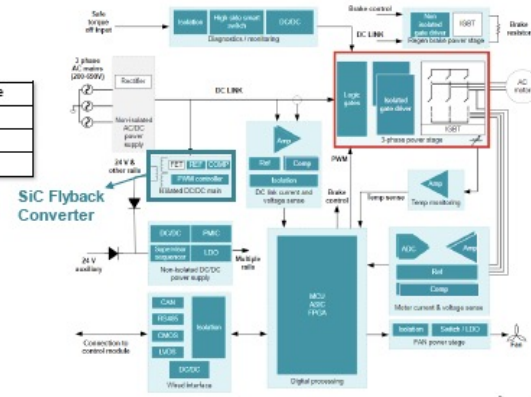 Safe
torque
off input
Isolation
High side smart
switch
DC/DC
Diagnostics / monitoring
Brake control
DC LINK
Non
isolated
gate driver
IGBT
Regen brake power stage
Brake
resistor
3 phase
AC mains
(200-690V)
Rectifier
Non-isolated
AC/DC
power
supply
DC LINK
Logic
gates
Isolated
gate driver
IGBT
3-phase power stage
AC
motor
PWM
24 V &
other rails
FET
REF
COMP
PWM controller
Isolated DC/DC main
SiC Flyback
Converter
Amp
Ref
Comp
Isolation
DC link current and
voltage sense
Brake
control
Temp sense
Amp
Temp monitoring
24 V
auxiliary
DC/DC
PMIC
LDO
Non-isolated DC/DC
power supply
Multiple
rails
MCU
ASIC
FPGA
Digital processing
ADC
Amp
Ref
Comp
Motor current & voltage sense
Connection to
control module
CAN
RS485
CMOS
LVDS
Isolation
DC/DC
Wired Interface
Isolation
Switch / LDO
FAN power stage
Fan